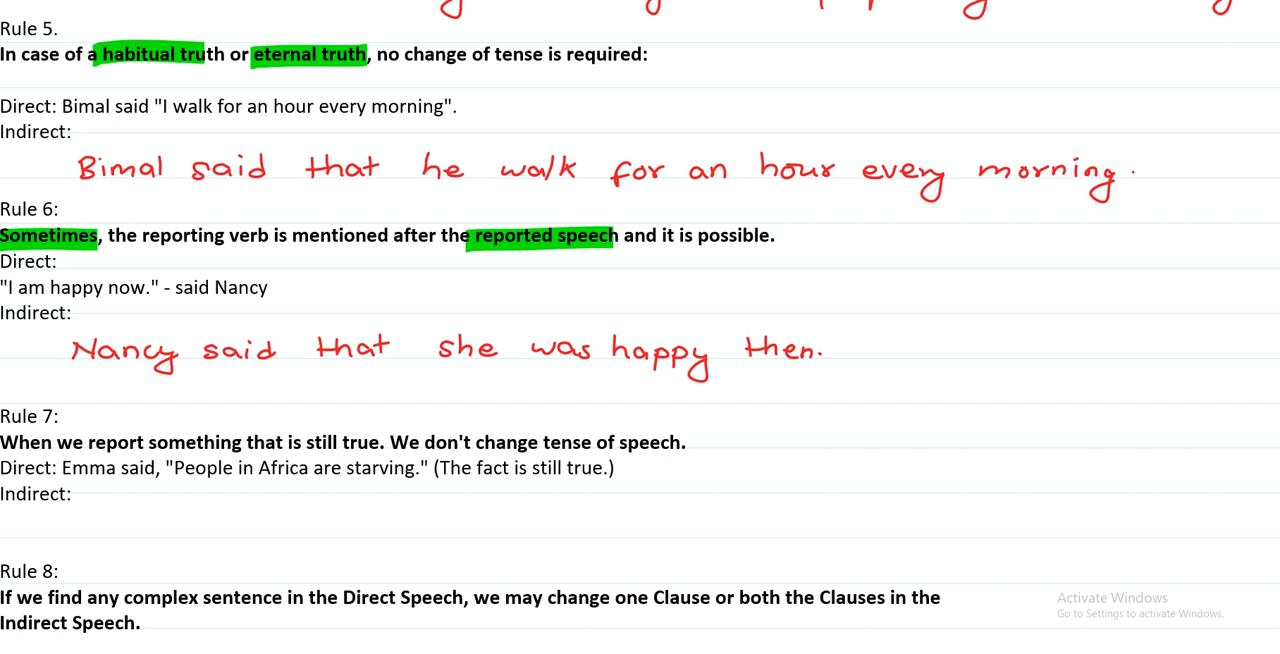 Rule 5.
In case of a habitual truth or eternal truth, no change of tense is required:
Direct: Bimal said "I walk for an hour every morning".
Indirect:
Bimal said that he walk for an hour every morning.
Rule 6:
Sometimes, the reporting verb is mentioned after the reported speech and it is possible.
Direct:
"I am happy now." - said Nancy
Indirect:
Nancy said that she was happy then.
Rule 7:
When we report something that is still true. We don't change tense of speech.
Direct: Emma said, "People in Africa are starving." (The fact is still true.)
Indirect:
Rule 8:
If we find any complex sentence in the Direct Speech, we may change one Clause or both the Clauses in the
Indirect Speech.
Activate Windows
Go to Settings to activate Windows.